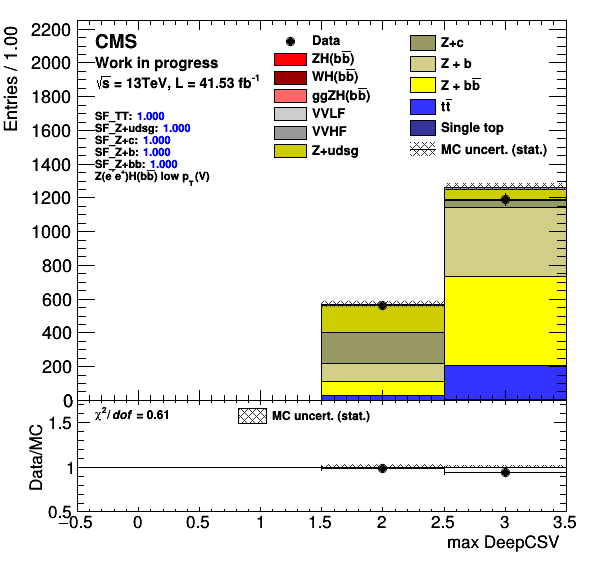 CMS
Work in progress
√s = 13TeV, L = 41.53 fb⁻¹
SF_TT: 1.000
SF_Z+udsg: 1.000
SF_Z+c: 1.000
SF_Z+b: 1.000
SF_Z+bb: 1.000
Z(e⁻e⁺)H(bb̅) low p_T(V)
Data
ZH(bb̅)
WH(bb̅)
ggZH(bb̅)
VVLF
VVHF
Z+udsg
Z+c
Z + b
Z + bb̅
tt̅
Single top
MC uncert. (stat.)
Entries / 1.00
2200
2000
1800
1600
1400
1200
1000
800
600
400
200
0
χ²/dof = 0.61
MC uncert. (stat.)
Data/MC
1.5
1
0.5
−0.5 0 0.5 1 1.5 2 2.5 3 3.5
max DeepCSV